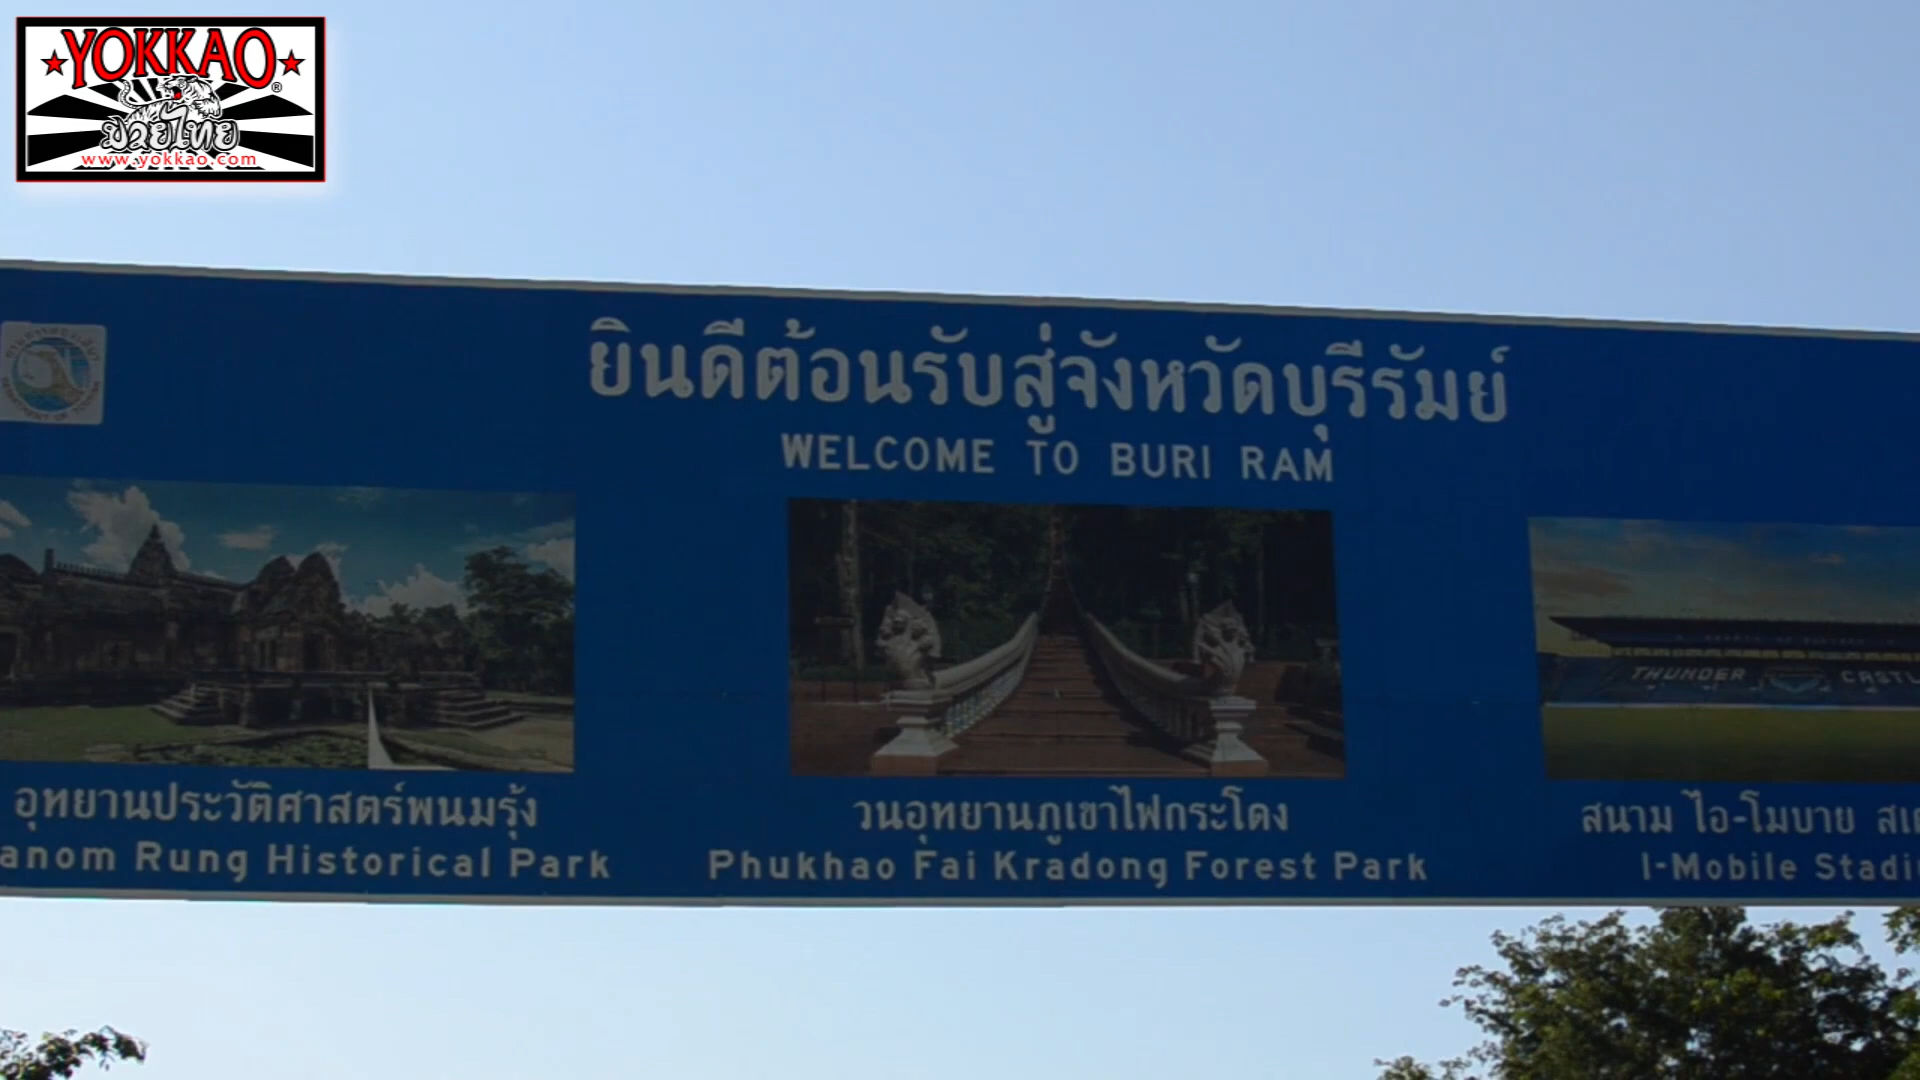 YOKKAO
มวยไทย
www.yokkao.com
ยินดีต้อนรับสู่จังหวัดบุรีรัมย์
WELCOME TO BURI RAM
THUNDER
อุทยานประวัติศาสตร์พนมรุ้ง วนอุทยานภูเขาไฟกระโดง สนาม ไอ-โมบาย
Rung Historical Park Phukhao Fai Kradong Forest Park I-Mobile